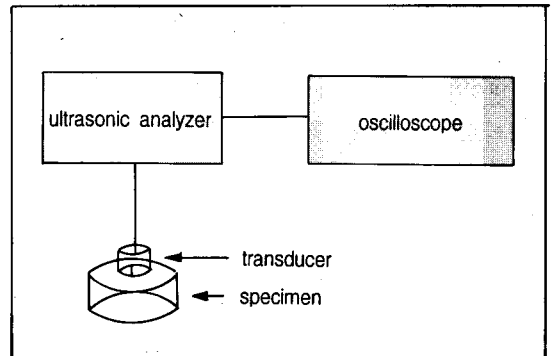 ultrasonic analyzer
oscilloscope
transducer
specimen